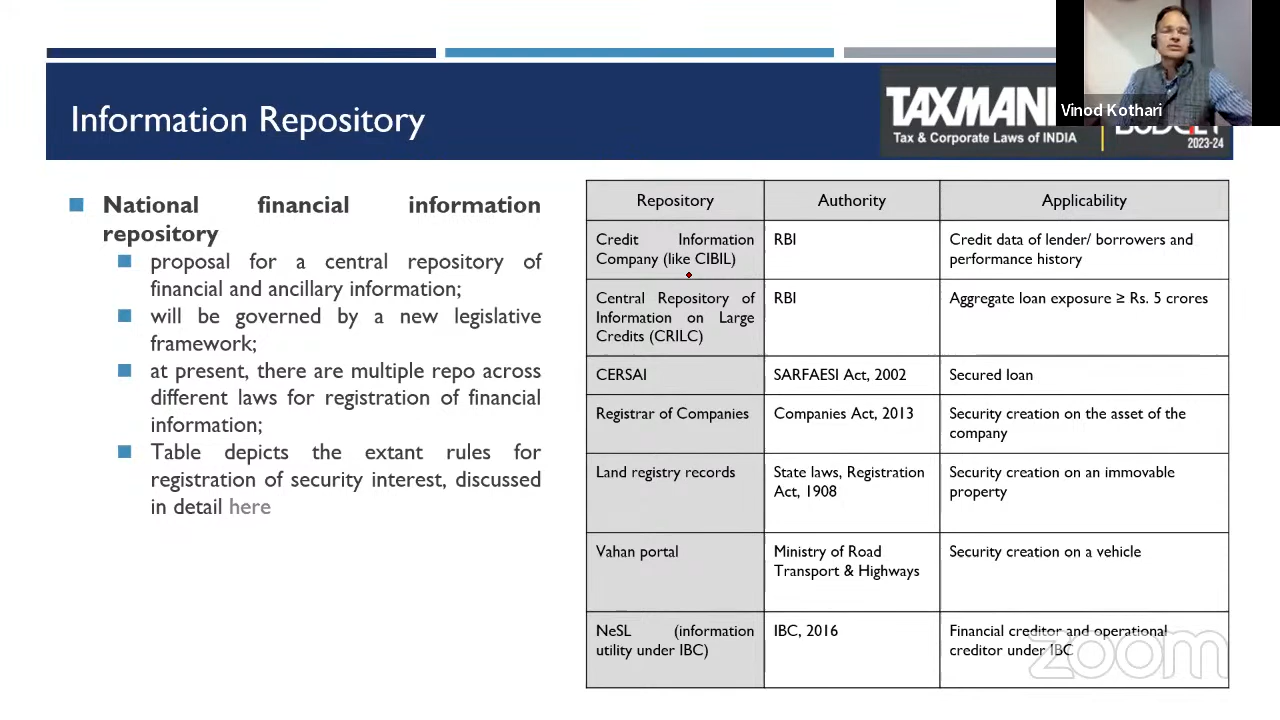 Information Repository
TAXMANN
Tax & Corporate Laws of INDIA
2023-24
Vinod Kothari
National financial information
repository
proposal for a central repository of
financial and ancillary information;
will be governed by a new legislative
framework;
at present, there are multiple repo across
different laws for registration of financial
information;
Table depicts the extant rules for
registration of security interest, discussed
in detail here
Repository
Authority
Applicability
Credit Information
Company (like CIBIL)
RBI
Credit data of lender/ borrowers and
performance history
Central Repository of
Information on Large
Credits (CRILC)
RBI
Aggregate loan exposure ≥ Rs. 5 crores
CERSAI
SARFAESI Act, 2002
Secured loan
Registrar of Companies
Companies Act, 2013
Security creation on the asset of the
company
Land registry records
State laws, Registration
Act, 1908
Security creation on an immovable
property
Vahan portal
Ministry of Road
Transport & Highways
Security creation on a vehicle
NeSL (information
utility under IBC)
IBC, 2016
Financial creditor and operational
creditor under IBC
zoom